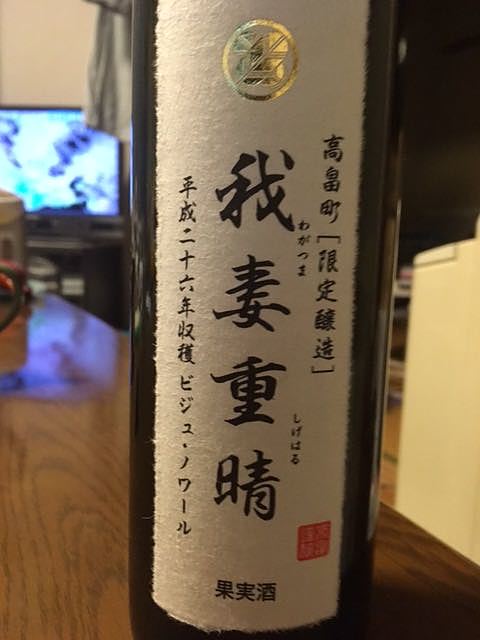 高畠町「限定醸造」
我妻重晴
わがつま
しげはる
平成二十六年収穫 ビジュ・ノワール
果実酒